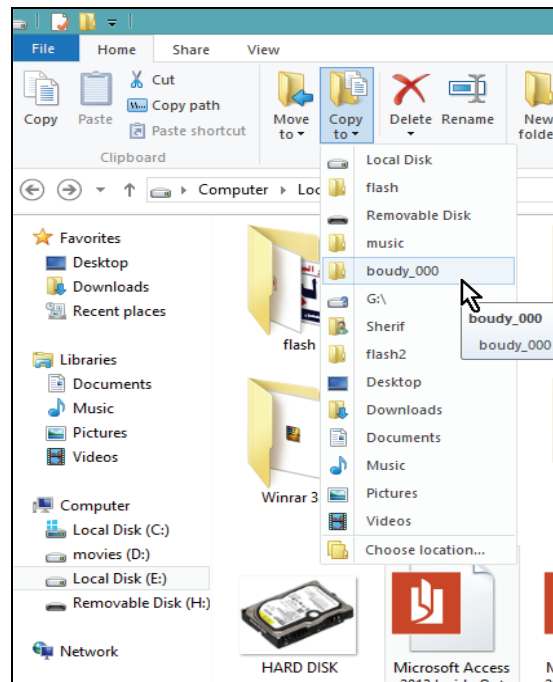 File Home Share View
Copy
Paste
Cut
Copy path
Paste shortcut
Clipboard
Move to
Copy to
Delete
Rename
New
folde
Computer Loc
Favorites
Desktop
Downloads
Recent places
Libraries
Documents
Music
Pictures
Videos
Computer
Local Disk (C:)
movies (D:)
Local Disk (E:)
Removable Disk (H:)
Network
Local Disk
flash
Removable Disk
music
boudy_000
G:\
Sherif
flash2
Desktop
Downloads
Documents
Music
Pictures
Videos
Choose location...
boudy_000
boudy_000
flash
Winrar 3
HARD DISK
Microsoft Access